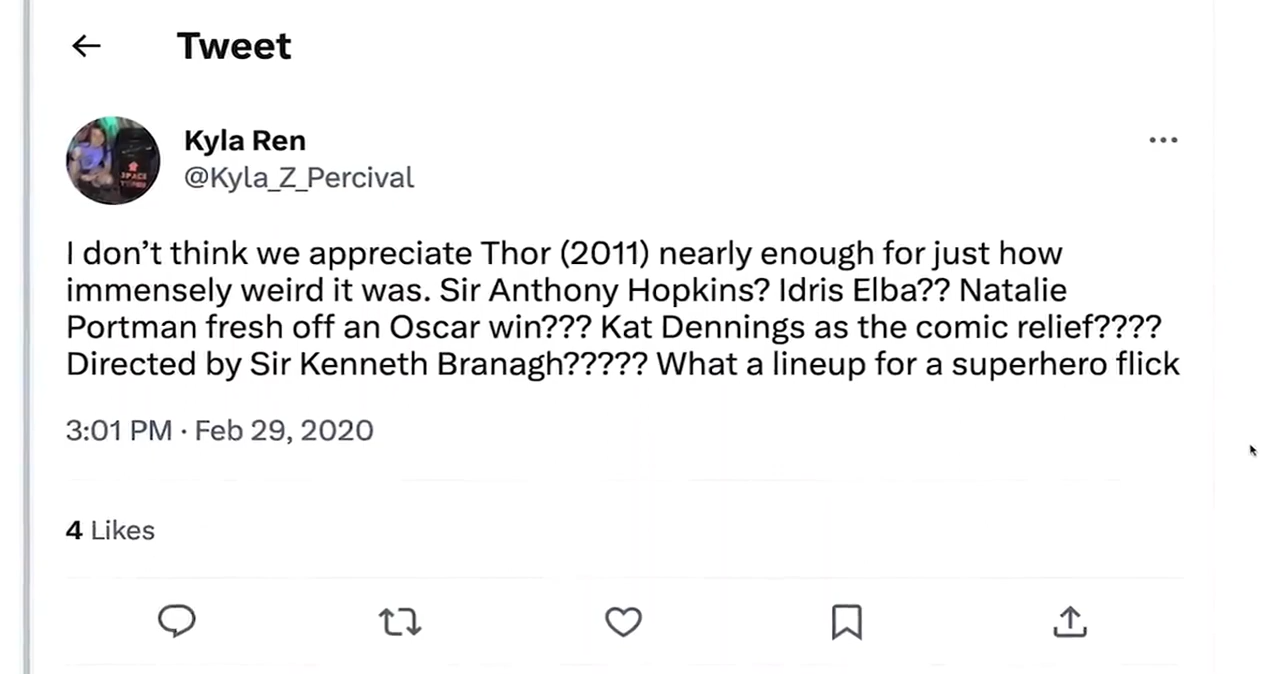 Tweet
Kyla Ren
@Kyla_Z_Percival
I don’t think we appreciate Thor (2011) nearly enough for just how
immensely weird it was. Sir Anthony Hopkins? Idris Elba?? Natalie
Portman fresh off an Oscar win??? Kat Dennings as the comic relief????
Directed by Sir Kenneth Branagh????? What a lineup for a superhero flick
3:01 PM · Feb 29, 2020
4 Likes